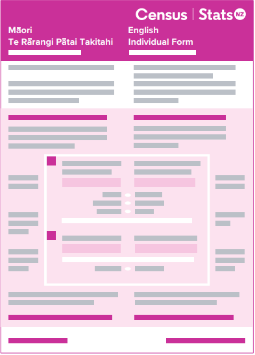 Census | Stats NZ
Māori
Te Rārangi Pātai Takitahi
English
Individual Form